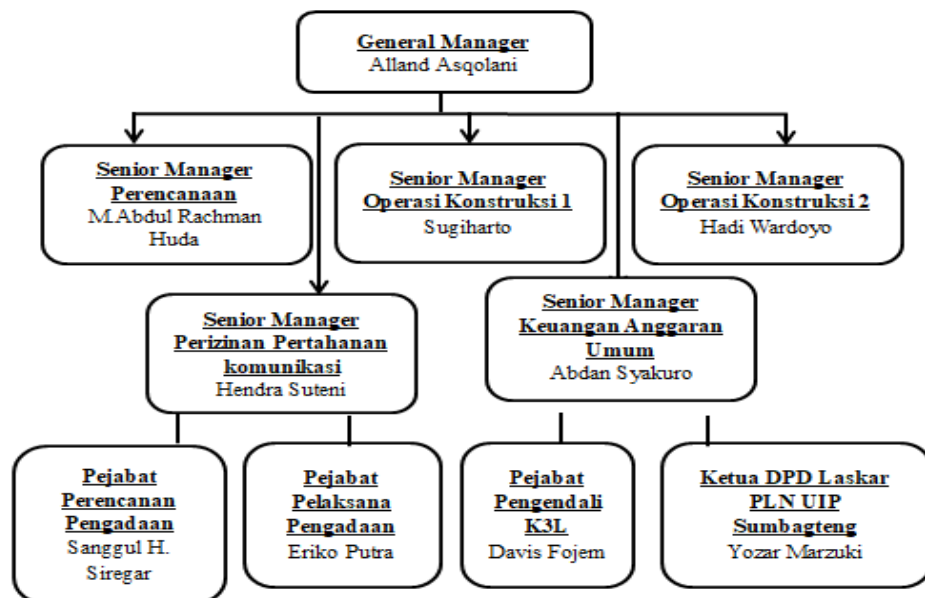 General Manager
Alland Asqolani
Senior Manager
Perencanaan
M.Abdul Rachman
Huda
Senior Manager
Operasi Konstruksi 1
Sugiharto
Senior Manager
Operasi Konstruksi 2
Hadi Wardoyo
Senior Manager
Perizinan Pertahanan
komunikasi
Hendra Suteni
Senior Manager
Keuangan Anggaran
Umum
Abdan Syakuro
Pejabat
Perencanan
Pengadaan
Sanggul H.
Siregar
Pejabat
Pelaksana
Pengadaan
Eriko Putra
Pejabat
Pengendali
K3L
Davis Fojem
Ketua DPD Laskar
PLN UIP
Sumbagteng
Yozar Marzuki